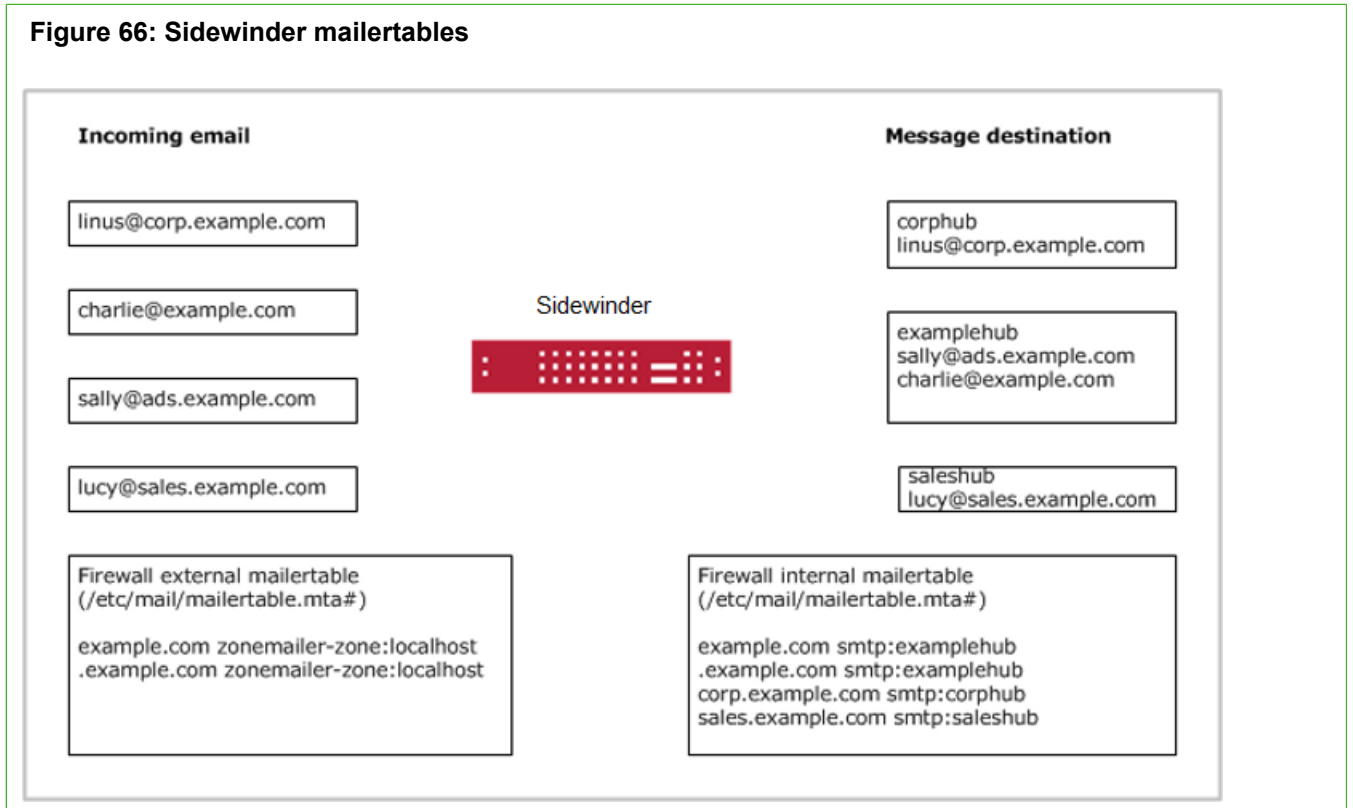 Figure 66: Sidewinder mailertables
Incoming email
Message destination
linus@corp.example.com
corphub
linus@corp.example.com
charlie@example.com
Sidewinder
examplehub
sally@ads.example.com
charlie@example.com
sally@ads.example.com
lucy@sales.example.com
saleshub
lucy@sales.example.com
Firewall external mailertable
(/etc/mail/mailertable.mta#)
example.com zonemailer-zone:localhost
.example.com zonemailer-zone:localhost
Firewall internal mailertable
(/etc/mail/mailertable.mta#)
example.com smtp:examplehub
.example.com smtp:examplehub
corp.example.com smtp:corphub
sales.example.com smtp:saleshub